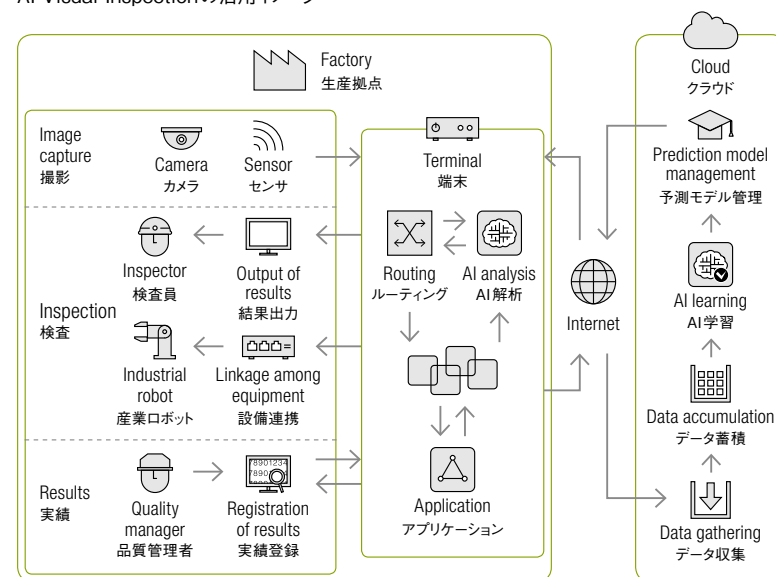 AI Visual Inspectionの活用イメージ
Factory
生産拠点
Cloud
クラウド
Image
capture
撮影
Camera
カメラ
Sensor
センサ
Terminal
端末
Prediction model
management
予測モデル管理
Inspection
検査
Inspector
検査員
Output of
results
結果出力
Routing
ルーティング
AI analysis
AI解析
Internet
AI learning
AI学習
Industrial
robot
産業ロボット
Linkage among
equipment
設備連携
Data accumulation
データ蓄積
Results
実績
Quality
manager
品質管理者
78901234
Registration
of results
実績登録
Application
アプリケーション
Data gathering
データ収集